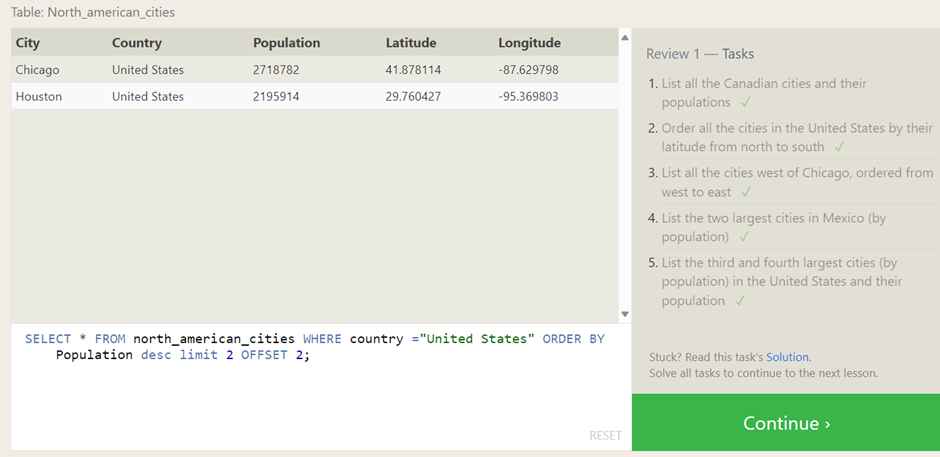 Table: North_american_cities
City Country Population Latitude Longitude
Chicago United States 2718782 41.878114 -87.629798
Houston United States 2195914 29.760427 -95.369803
SELECT * FROM north_american_cities WHERE country ="United States" ORDER BY
Population desc limit 2 OFFSET 2;
RESET
Review 1 — Tasks
1. List all the Canadian cities and their
populations ✓
2. Order all the cities in the United States by their
latitude from north to south ✓
3. List all the cities west of Chicago, ordered from
west to east ✓
4. List the two largest cities in Mexico (by
population) ✓
5. List the third and fourth largest cities (by
population) in the United States and their
population ✓
Stuck? Read this task's Solution.
Solve all tasks to continue to the next lesson.
Continue ›